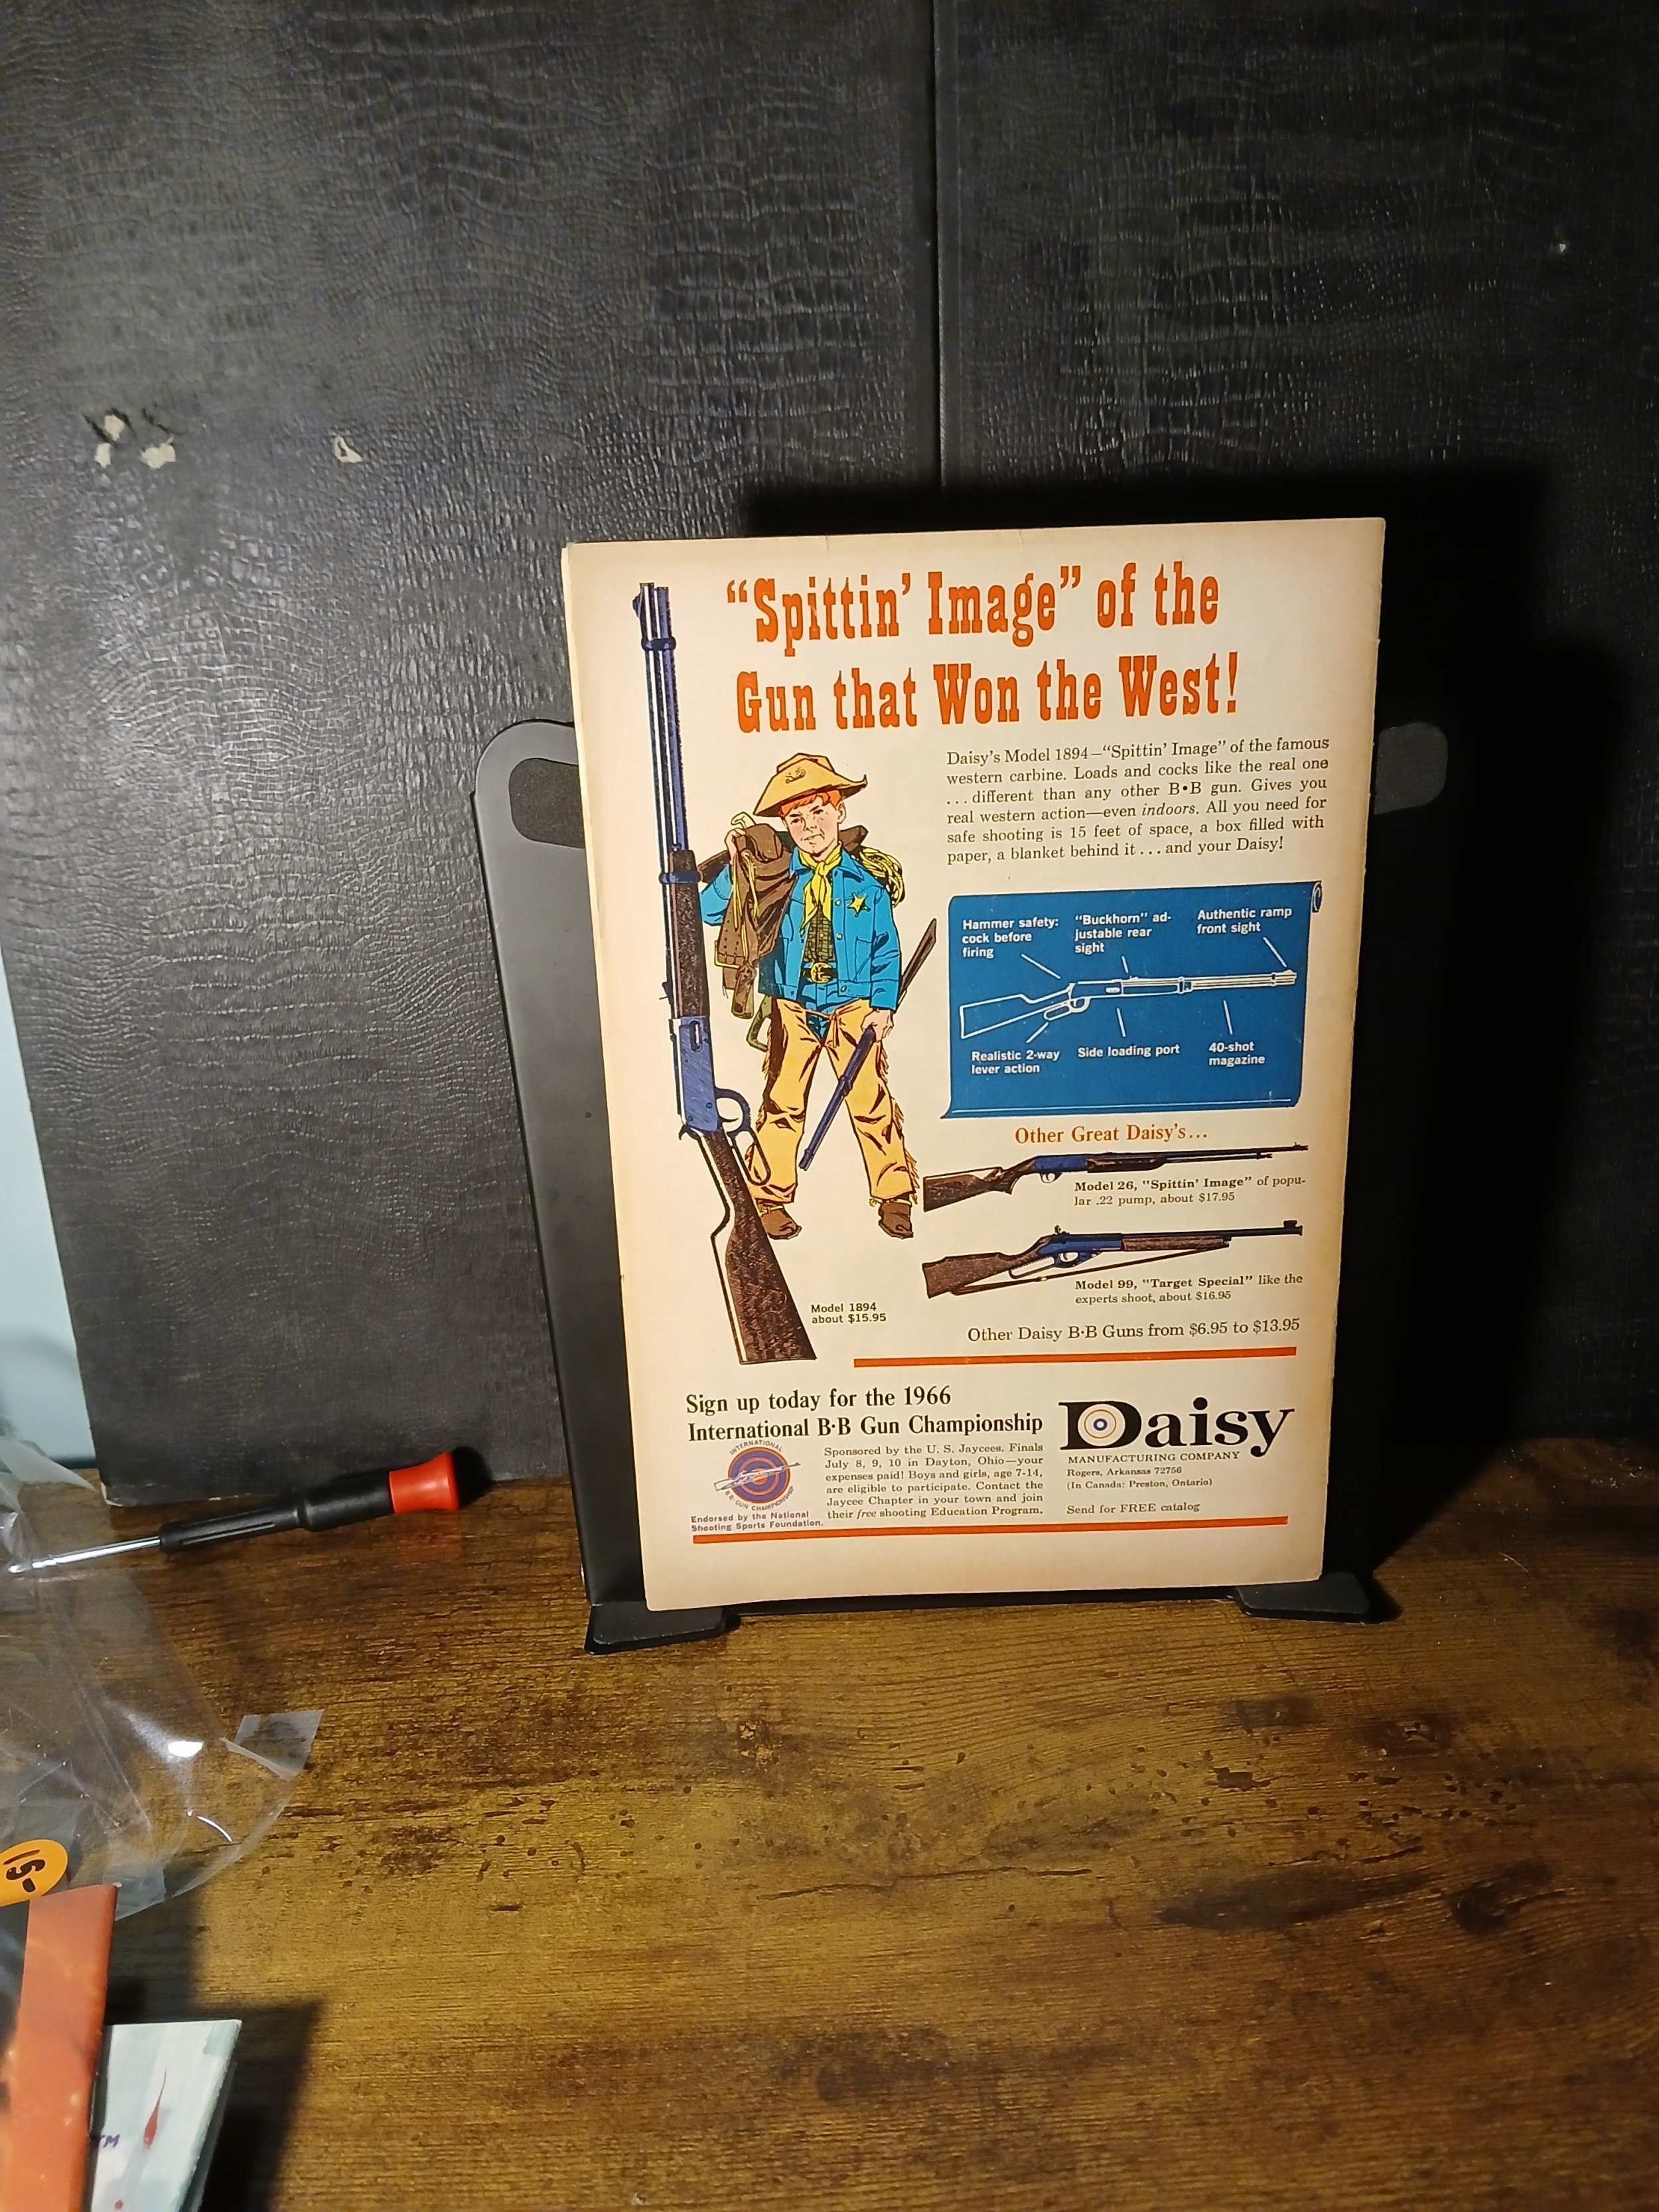 “Spittin’ Image” of the
Gun that Won the West!
Daisy’s Model 1894–“Spittin’ Image” of the famous
western carbine. Loads and cocks like the real one
...different than any other B•B gun. Gives you
real western action—even indoors. All you need for
safe shooting is 15 feet of space, a box filled with
paper, a blanket behind it...and your Daisy!
Hammer safety:
cock before
firing
"Buckhorn" ad-
justable rear
sight
Authentic ramp
front sight
Realistic 2-way
lever action
Side loading port
40-shot
magazine
Other Great Daisy’s...
Model 26, "Spittin’ Image" of popu-
lar .22 pump, about $17.95
Model 99, "Target Special" like the
experts shoot, about $16.95
Model 1894
about $15.95
Other Daisy B·B Guns from $6.95 to $13.95
Sign up today for the 1966
International B·B Gun Championship
INTERNATIONAL
B·B GUN CHAMPIONSHIP
Endorsed by the National
Shooting Sports Foundation.
Sponsored by the U. S. Jaycees. Finals
July 8, 9, 10 in Dayton, Ohio—your
expenses paid! Boys and girls, age 7-14,
are eligible to participate. Contact the
Jaycee Chapter in your town and join
their free shooting Education Program.
Daisy
MANUFACTURING COMPANY
Rogers, Arkansas 72756
(In Canada: Preston, Ontario)
Send for FREE catalog
15-
TM